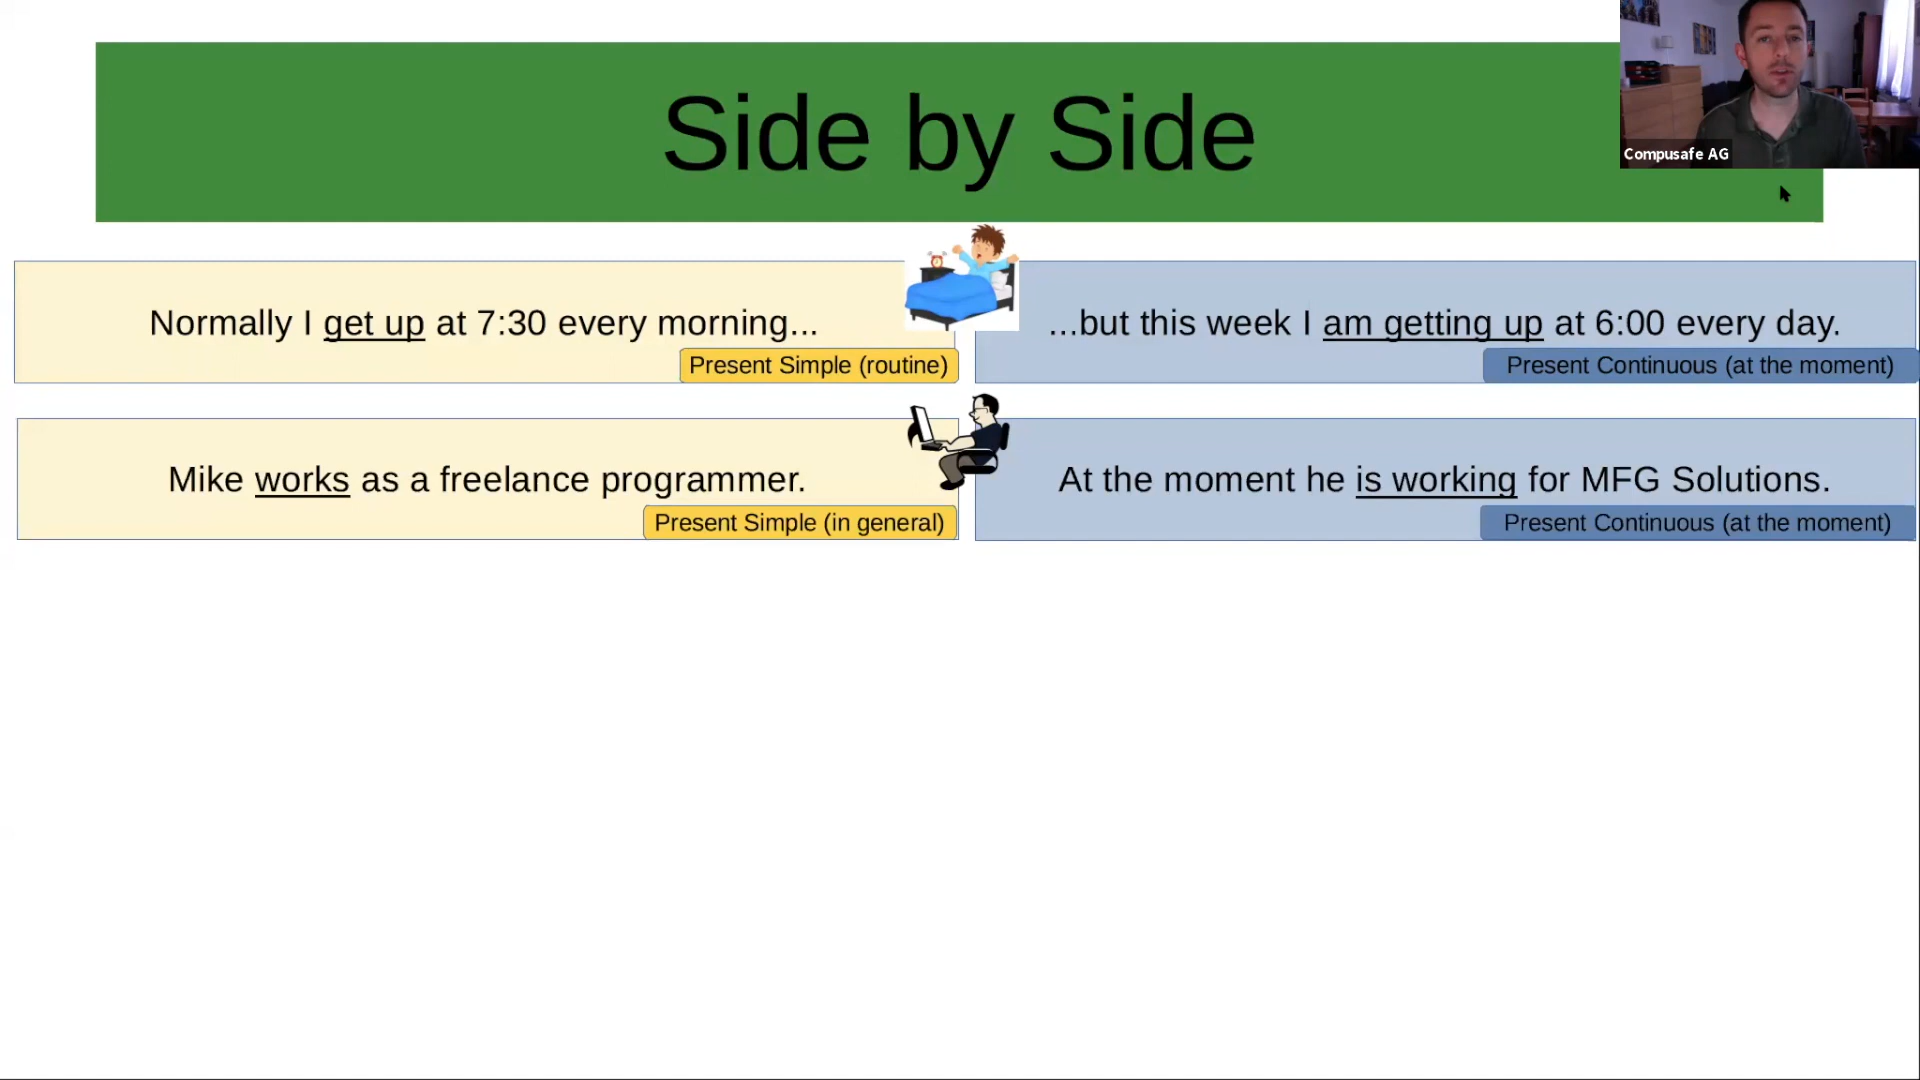 Side by Side
Compusafe AG
Normally I get up at 7:30 every morning...
...but this week I am getting up at 6:00 every day.
Present Simple (routine)
Present Continuous (at the moment)
Mike works as a freelance programmer.
At the moment he is working for MFG Solutions.
Present Simple (in general)
Present Continuous (at the moment)